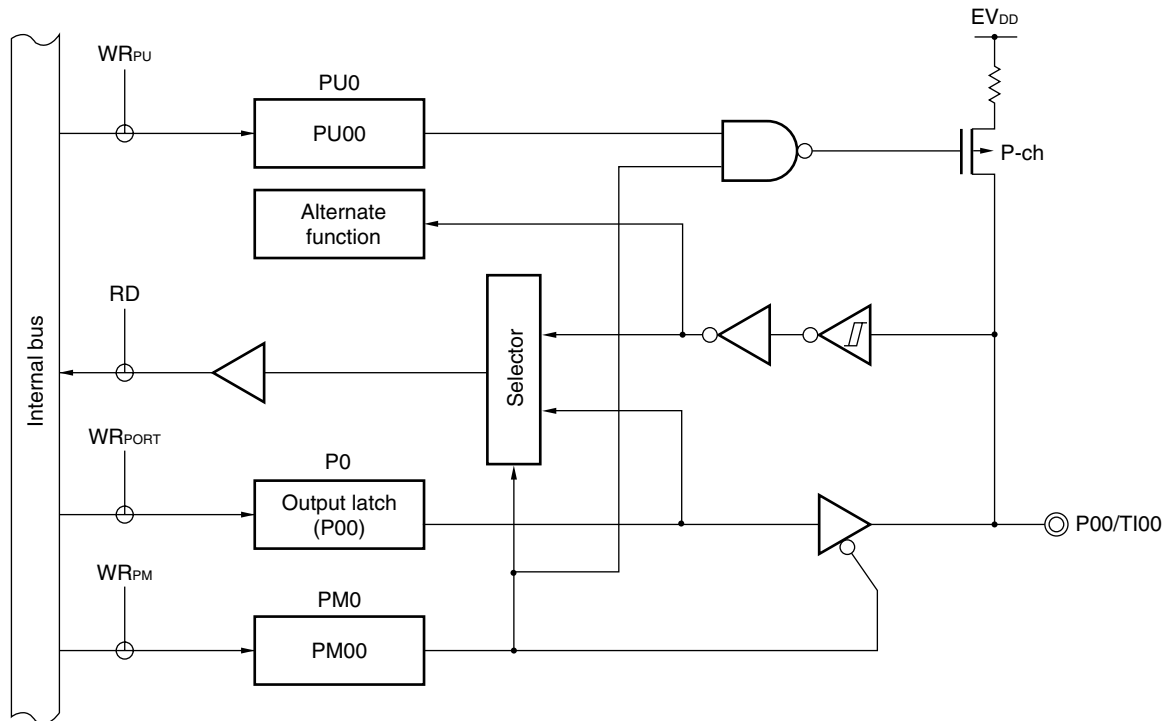 EVDD
WRPU
PU0
PU00
P-ch
Alternate
function
RD
Selector
Internal bus
WRPORT
P0
Output latch
(P00)
P00/TI00
WRPM
PM0
PM00